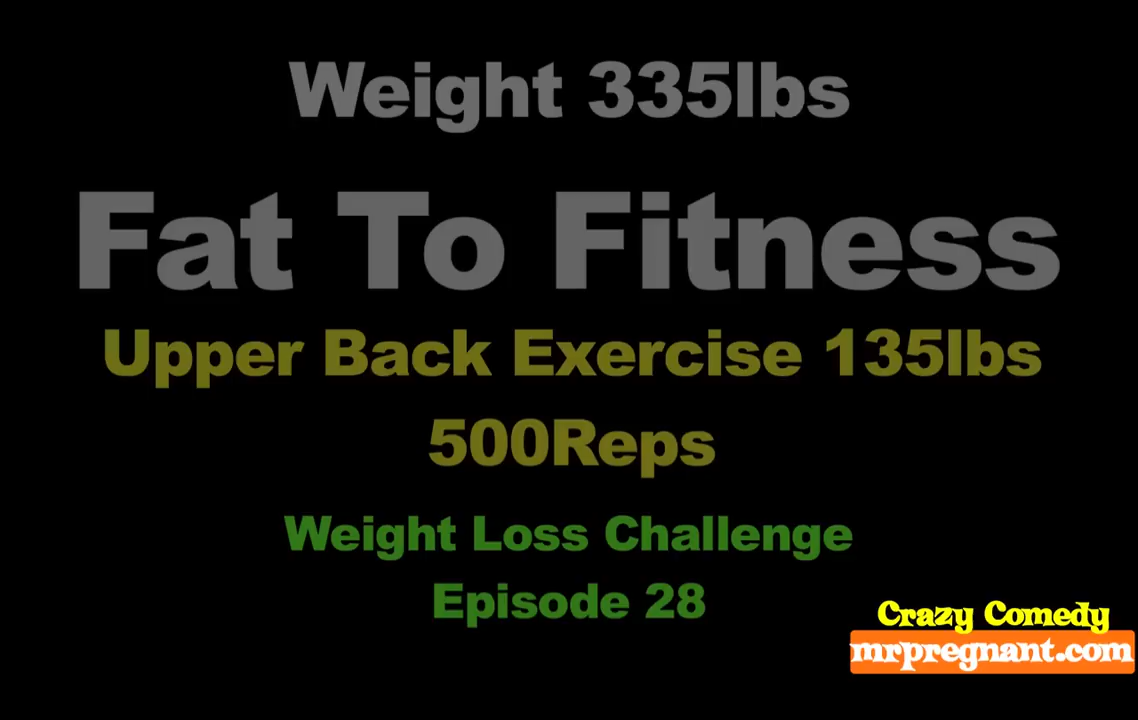 Weight 335lbs
Fat To Fitness
Upper Back Exercise 135lbs
500Reps
Weight Loss Challenge
Episode 28
Crazy Comedy
mrpregnant.com